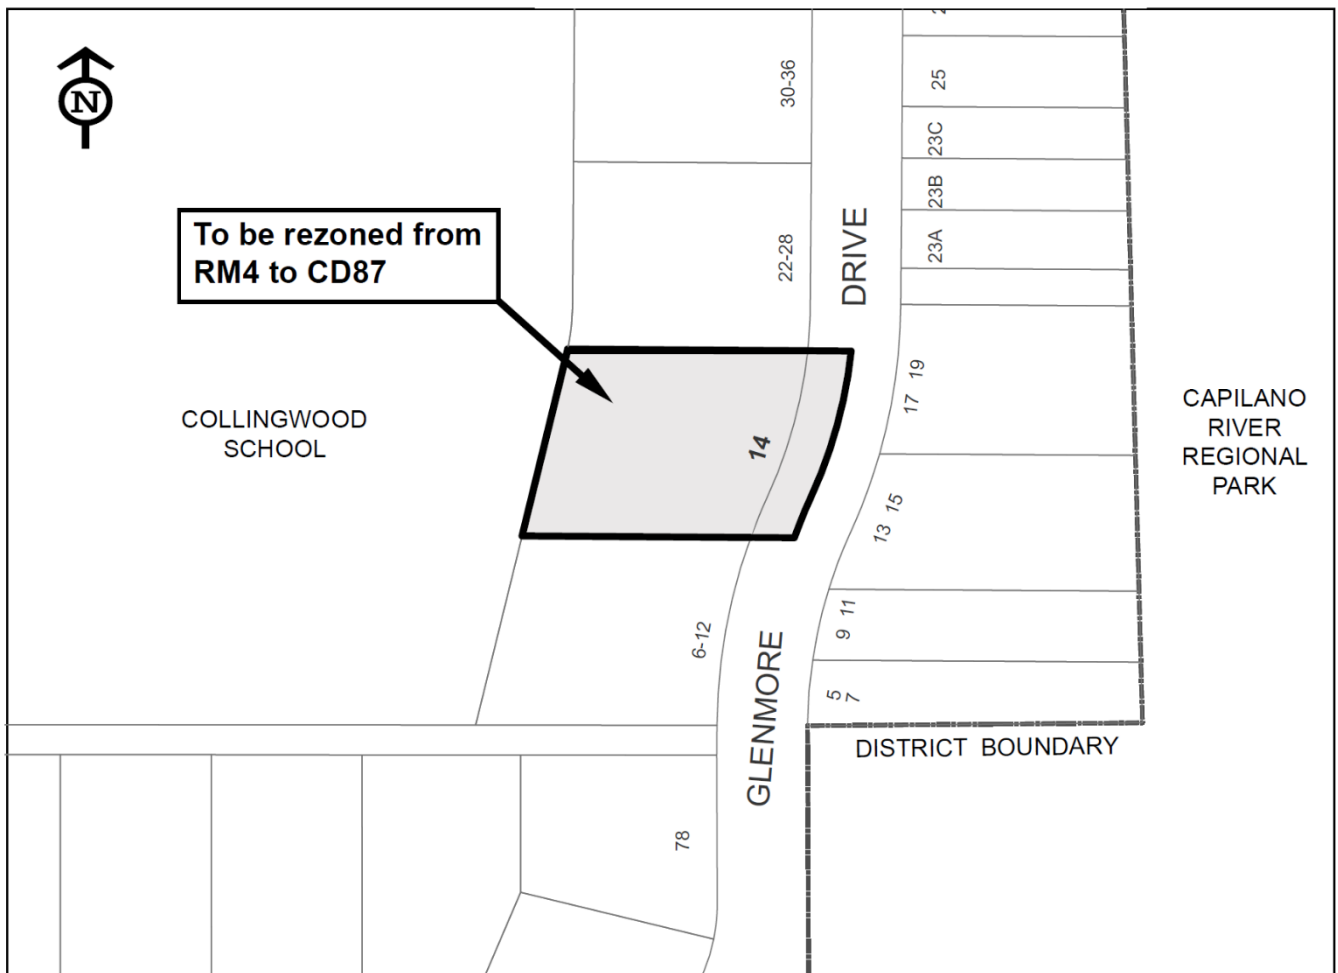 N
30-36
25
23C
23B
To be rezoned from
RM4 to CD87
22-28
DRIVE
23A
COLLINGWOOD
SCHOOL
14
17 19
CAPILANO
RIVER
REGIONAL
PARK
13 15
6-12
9 11
GLENMORE
5
7
DISTRICT BOUNDARY
78